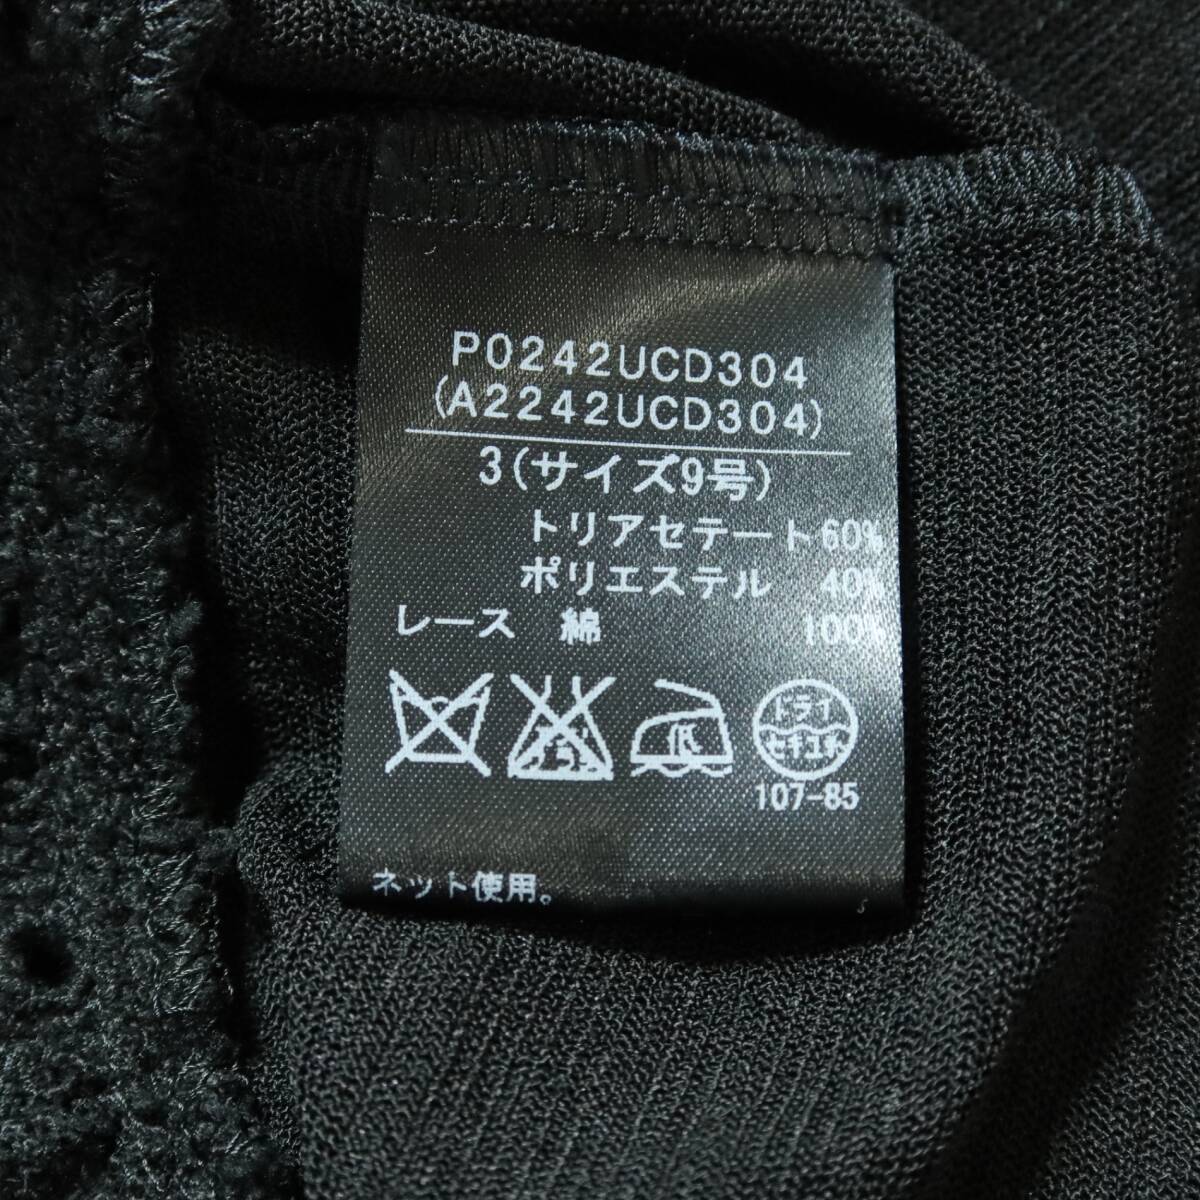 P0242UCD304
(A2242UCD304)
3(サイズ9号)
トリアセテート60%
ポリエステル 40%
レース 綿 100%
ドライ
セキユ系
107-85
ネット使用。